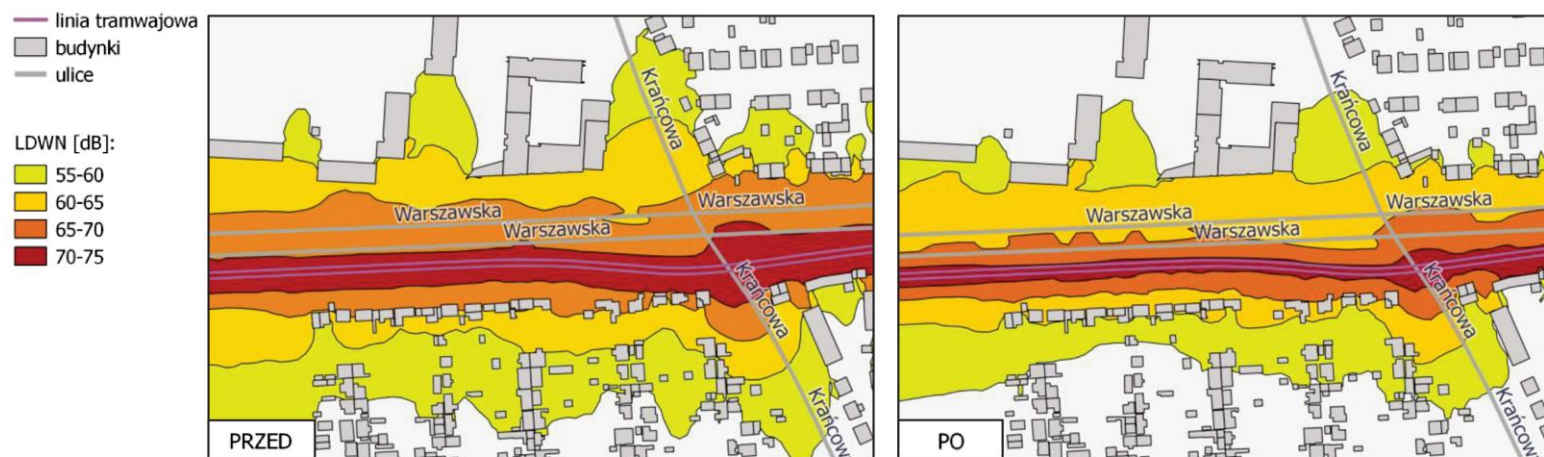 linia tramwajowa
budynki
ulice
LDWN [dB]:
55-60
60-65
65-70
70-75
Krańcowa
Warszawska
Warszawska
Warszawska
Krańcowa
Krańcowa
PRZED
Krańcowa
Warszawska
Warszawska
Warszawska
Krańcowa
Krańcowa
PO